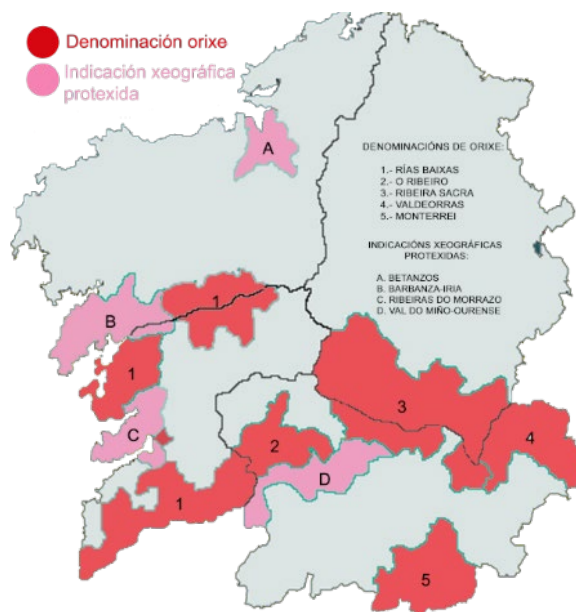 Denominación orixe
Indicación xeográfica
protexida
A
DENOMINACIÓNS DE ORIXE:
1.- RÍAS BAIXAS
2.- O RIBEIRO
3.- RIBEIRA SACRA
4.- VALDEORRAS
5.- MONTERREI
INDICACIÓNS XEOGRÁFICAS
PROTEXIDAS:
A. BETANZOS
B. BARBANZA-IRIA
C. RIBEIRAS DO MORRAZO
D. VAL DO MIÑO-OURENSE
1
B
1
3
C
4
2
D
1
5